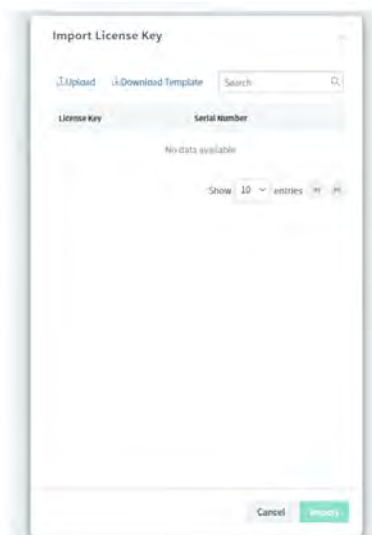 Import License Key
Upload Download Template Search
License Key Serial Number
No data available
Show 10 entries
Cancel Import